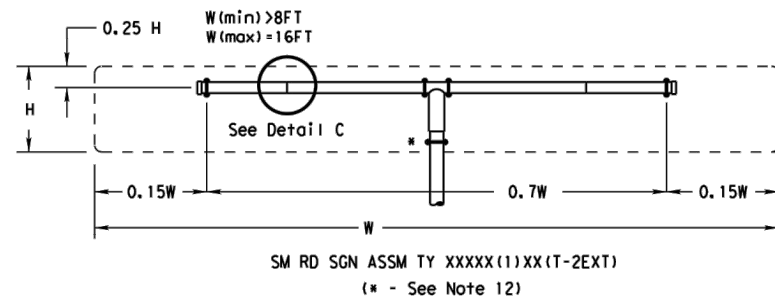 0.25 H
W(min)>8FT
W(max)=16FT
H
See Detail C
*
0.15W
0.7W
0.15W
W
SM RD SGN ASSM TY XXXXX(1)XX(T-2EXT)
(* - See Note 12)